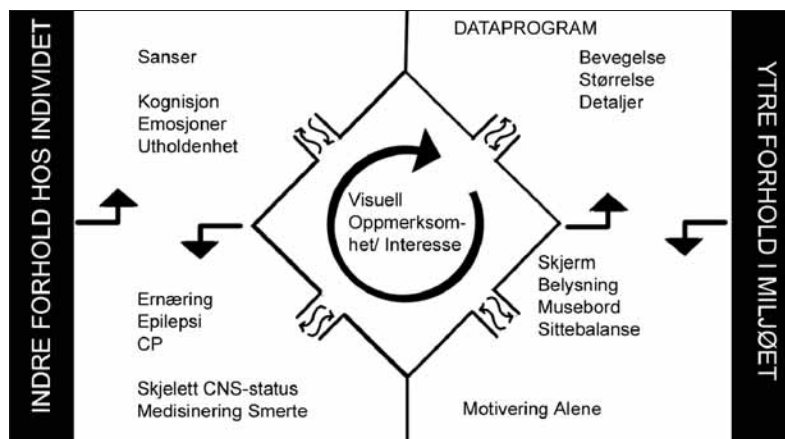 INDRE FORHOLD HOS INDIVIDET
Sanser
Kognisjon
Emosjoner
Utholdenhet
DATAPROGRAM
Bevegelse
Størrelse
Detaljer
Visuell
Oppmerksom-
het/ Interesse
Ernæring
Epilepsi
CP
Skjelett CNS-status
Medisinering Smerte
Skjerm
Belysning
Musebord
Sittebalanse
Motivering Alene
YTRE FORHOLD I MILJØET